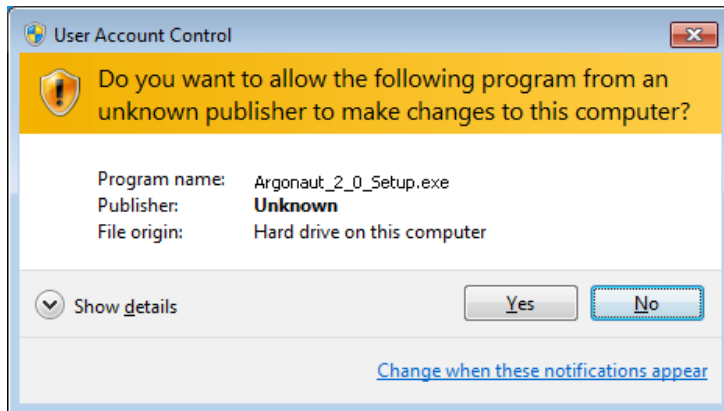 User Account Control
Do you want to allow the following program from an
unknown publisher to make changes to this computer?
Program name: Argonaut_2_0_Setup.exe
Publisher: Unknown
File origin: Hard drive on this computer
Show details Yes No
Change when these notifications appear